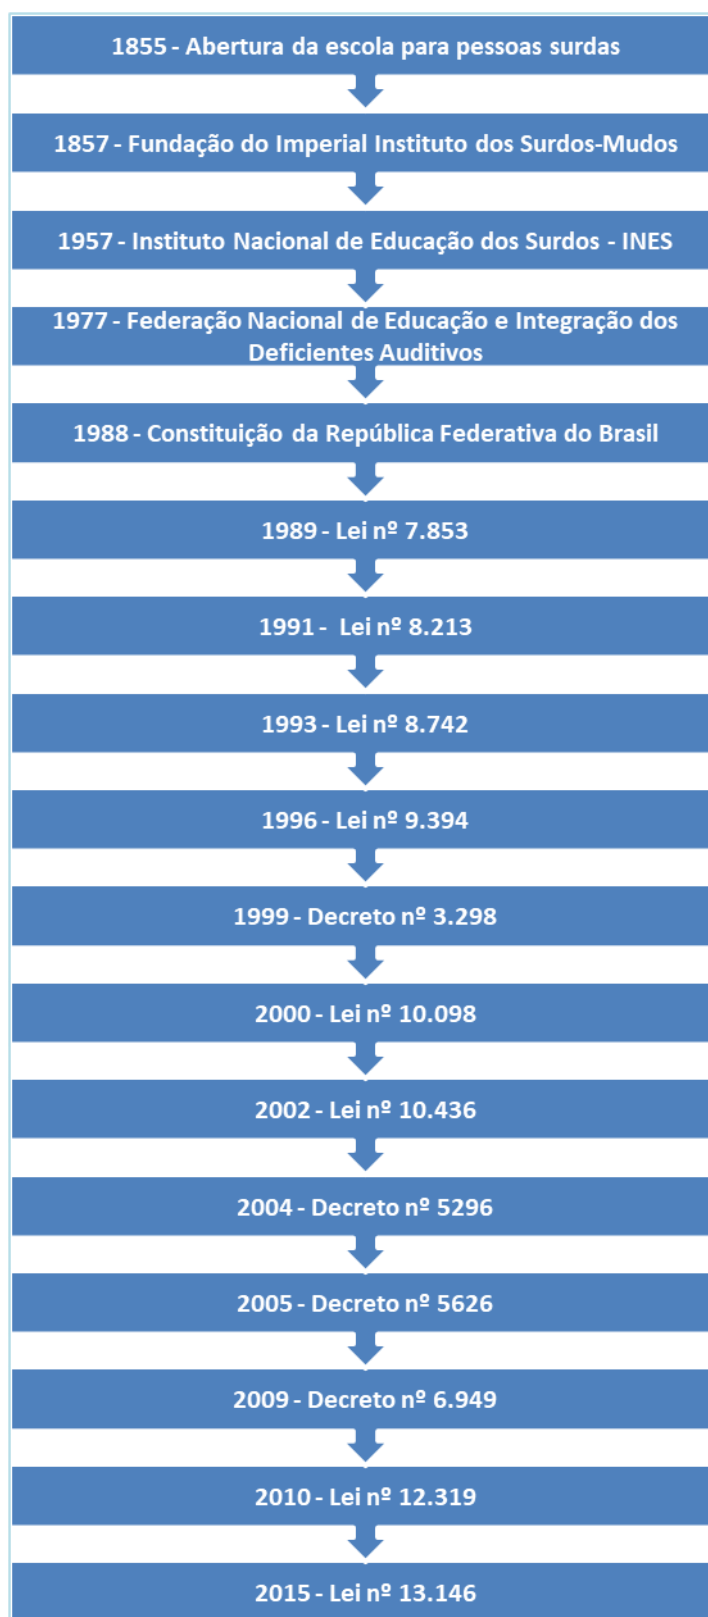 1855 - Abertura da escola para pessoas surdas
1857 - Fundação do Imperial Instituto dos Surdos-Mudos
1957 - Instituto Nacional de Educação dos Surdos - INES
1977 - Federação Nacional de Educação e Integração dos
Deficientes Auditivos
1988 - Constituição da República Federativa do Brasil
1989 - Lei nº 7.853
1991 - Lei nº 8.213
1993 - Lei nº 8.742
1996 - Lei nº 9.394
1999 - Decreto nº 3.298
2000 - Lei nº 10.098
2002 - Lei nº 10.436
2004 - Decreto nº 5296
2005 - Decreto nº 5626
2009 - Decreto nº 6.949
2010 - Lei nº 12.319
2015 - Lei nº 13.146